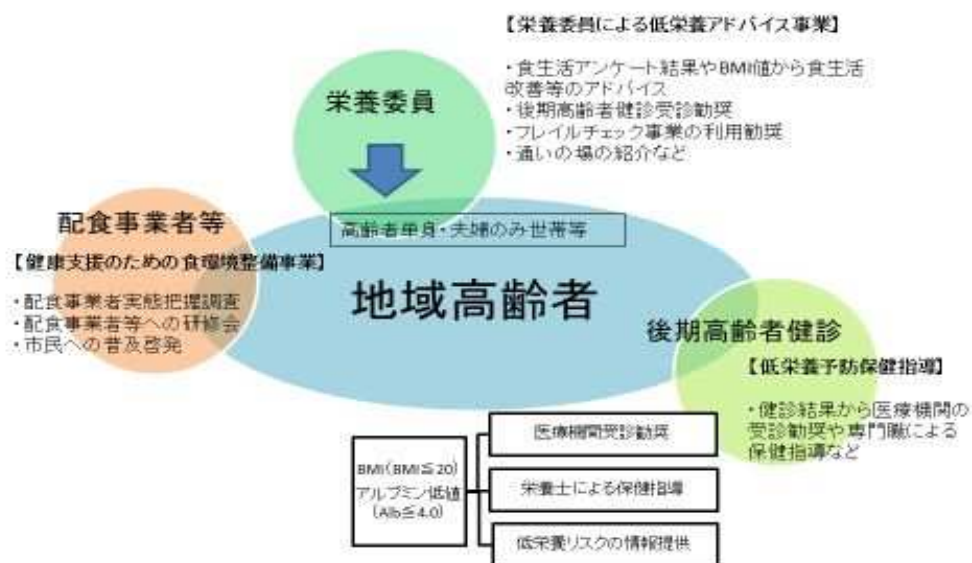 【栄養委員による低栄養アドバイス事業】
・食生活アンケート結果やBMI値から食生活
改善等のアドバイス
・後期高齢者健診受診勧奨
・フレイルチェック事業の利用勧奨
・通いの場の紹介など
栄養委員
配食事業者等
【健康支援のための食環境整備事業】
・配食事業者実態把握調査
・配食事業者等への研修会
・市民への普及啓発
高齢者単身・夫婦のみ世帯等
地域高齢者
後期高齢者健診
【低栄養予防保健指導】
・健診結果から医療機関の
受診勧奨や専門職による
保健指導など
BMI(BMI≦20)
アルブミン低値
(Alb≦4.0)
医療機関受診勧奨
栄養士による保健指導
低栄養リスクの情報提供